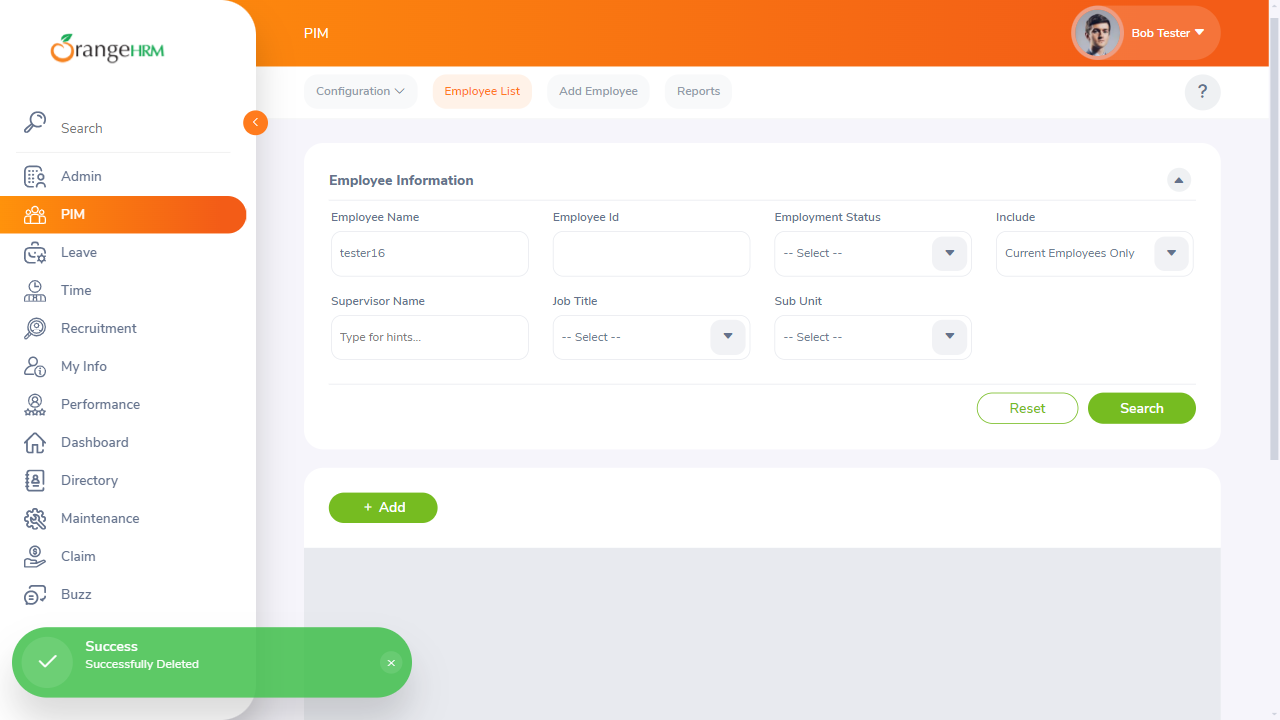 OrangeHRM
PIM
Bob Tester
Configuration
Employee List
Add Employee
Reports
?
Search
Admin
PIM
Leave
Time
Recruitment
My Info
Performance
Dashboard
Directory
Maintenance
Claim
Buzz
Employee Information
Employee Name
Employee Id
Employment Status
Include
tester16
-- Select --
Current Employees Only
Supervisor Name
Job Title
Sub Unit
Type for hints...
-- Select --
-- Select --
Reset
Search
+ Add
Success
Successfully Deleted